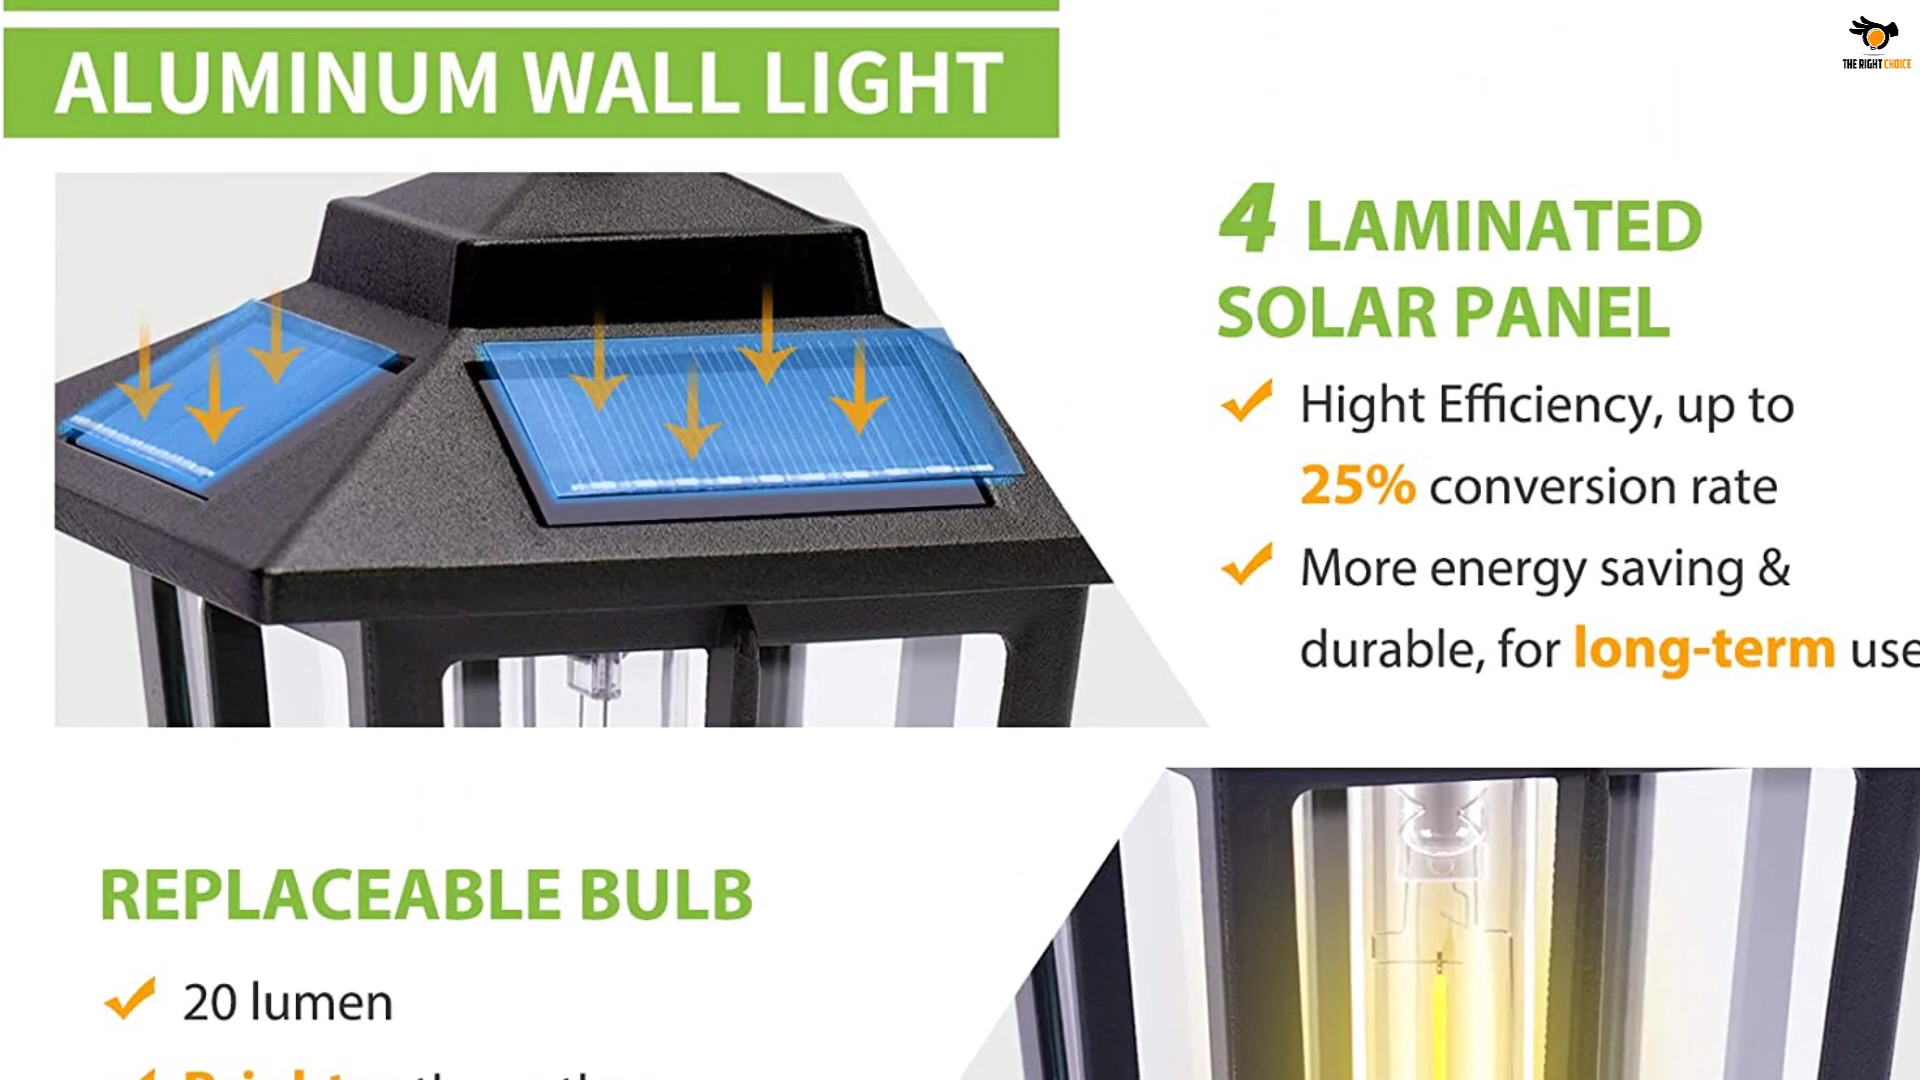 ALUMINUM WALL LIGHT
THE RIGHT CHOICE
4 LAMINATED
SOLAR PANEL
Hight Efficiency, up to
25% conversion rate
More energy saving &
durable, for long-term use
REPLACEABLE BULB
20 lumen